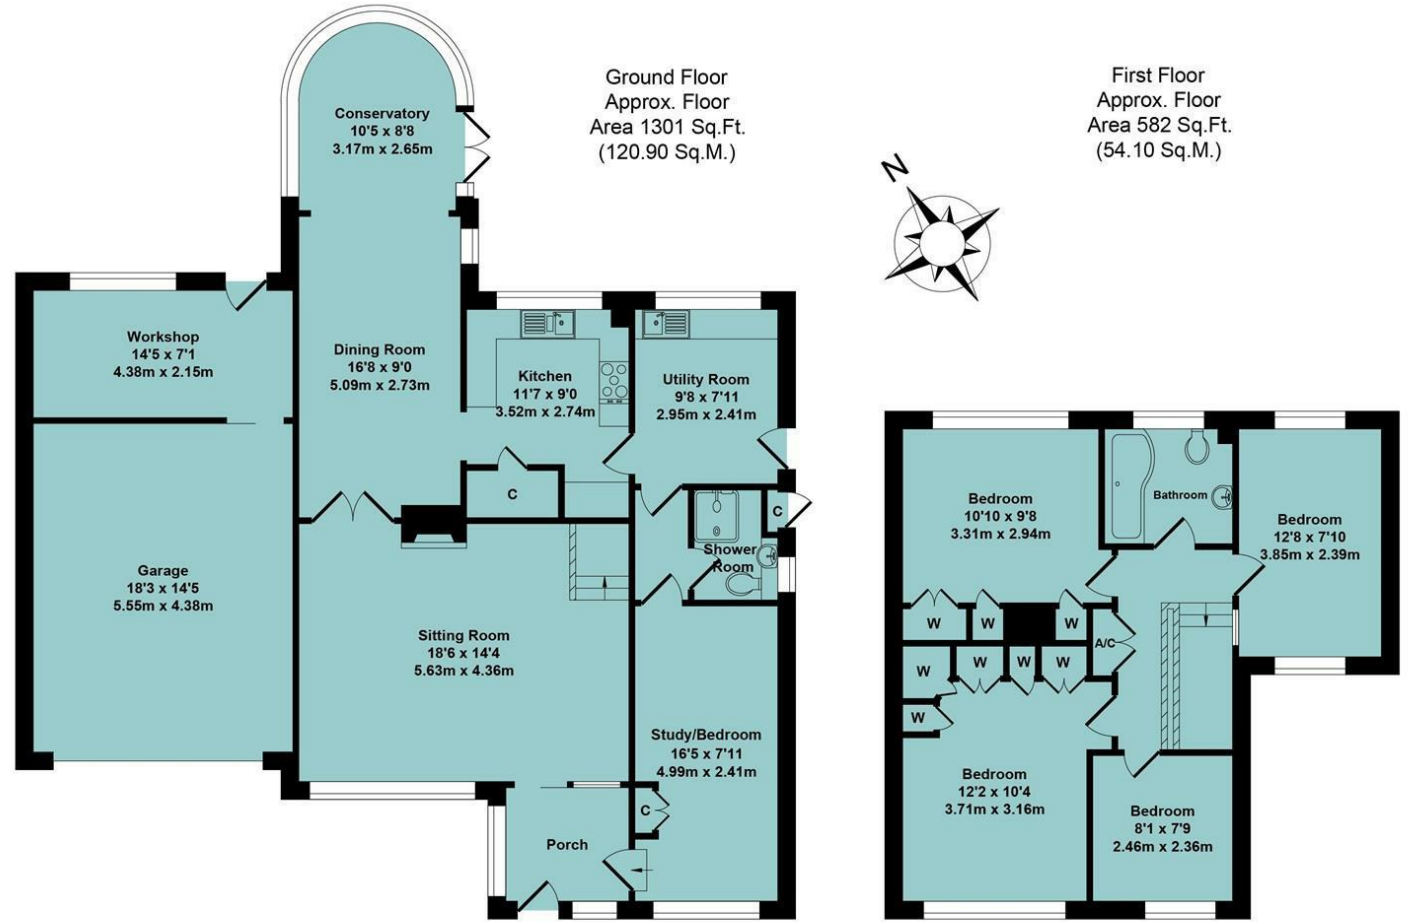 Ground Floor
Approx. Floor
Area 1301 Sq.Ft.
(120.90 Sq.M.)
First Floor
Approx. Floor
Area 582 Sq.Ft.
(54.10 Sq.M.)
N
Conservatory
10'5 x 8'8
3.17m x 2.65m
Workshop
14'5 x 7'1
4.38m x 2.15m
Dining Room
16'8 x 9'0
5.09m x 2.73m
Kitchen
11'7 x 9'0
3.52m x 2.74m
Utility Room
9'8 x 7'11
2.95m x 2.41m
C
C
Shower
Room
Garage
18'3 x 14'5
5.55m x 4.38m
Sitting Room
18'6 x 14'4
5.63m x 4.36m
Study/Bedroom
16'5 x 7'11
4.99m x 2.41m
C
Porch
Bedroom
10'10 x 9'8
3.31m x 2.94m
Bathroom
Bedroom
12'8 x 7'10
3.85m x 2.39m
W
W
W
A/C
W
W
W
W
W
Bedroom
12'2 x 10'4
3.71m x 3.16m
Bedroom
8'1 x 7'9
2.46m x 2.36m